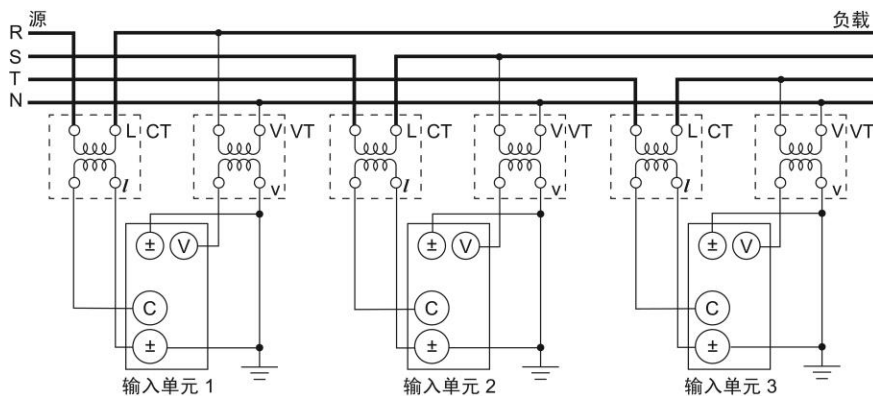 源 负载
R
S
T
N
L CT V VT L CT V VT L CT V VT
l v l v l v
± V ± V ± V
C C C
± ± ±
输入单元 1 输入单元 2 输入单元 3